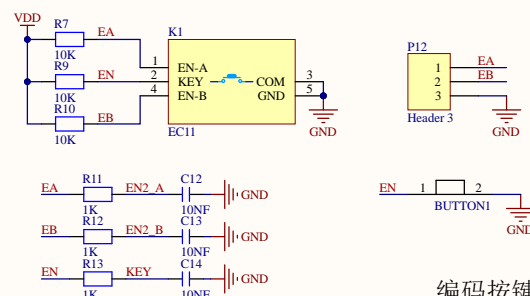 VDD
R7
EA
10K
R9
EN
10K
R10
EB
10K
K1
1
EN-A
2
KEY
COM
3
4
EN-B
GND
5
EC11
GND
P12
1
EA
2
EB
3
Header 3
GND
EA
R11
1K
EN2_A
C12
10NF
GND
EB
R12
1K
EN2_B
C13
10NF
GND
EN
R13
1K
KEY
C14
10NF
GND
EN
1
2
BUTTON1
GND
编码按键